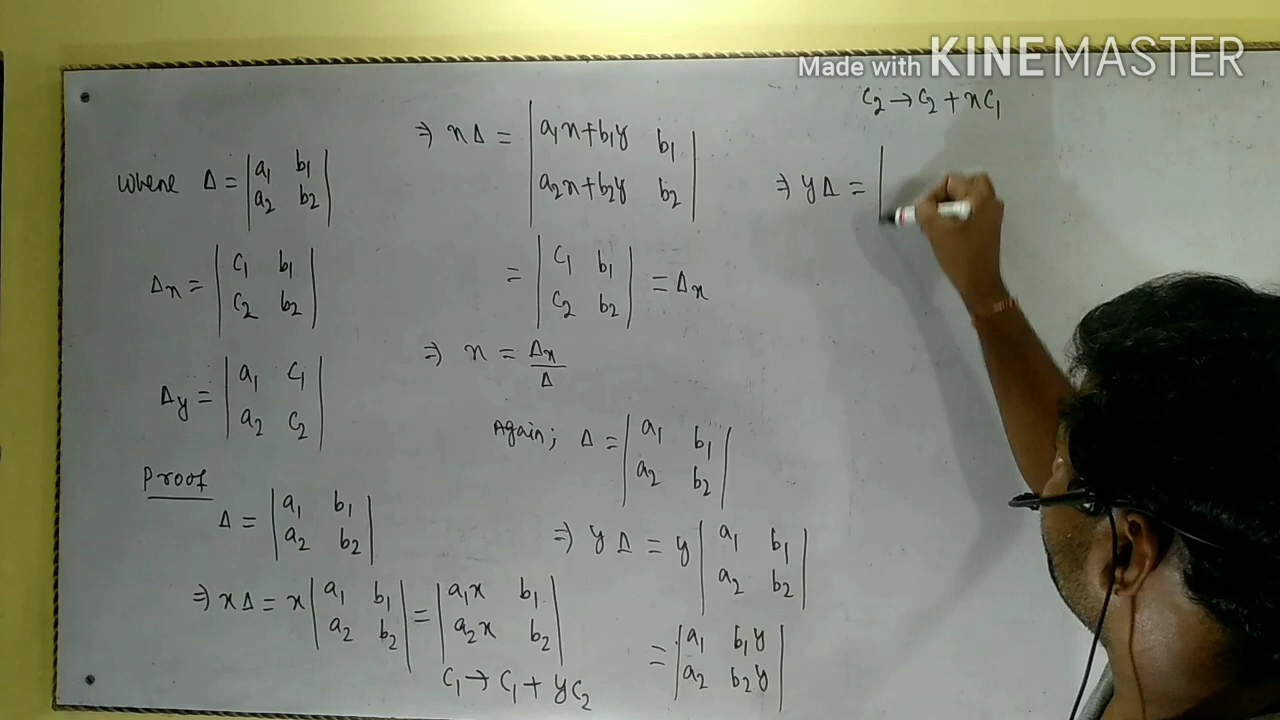 Made with KINEMASTER
where Δ = | a₁ b₁ |
| a₂ b₂ |
Δx = | c₁ b₁ |
| c₂ b₂ |
Δy = | a₁ c₁ |
| a₂ c₂ |
Proof
Δ = | a₁ b₁ |
| a₂ b₂ |
⇒ xΔ = x | a₁ b₁ | = | a₁x b₁ |
| a₂ b₂ | | a₂x b₂ |
C₁ → C₁ + yC₂
⇒ xΔ = | a₁x+b₁y b₁ |
| a₂x+b₂y b₂ |
= | c₁ b₁ | = Δx
| c₂ b₂ |
⇒ x = Δx
Δ
Again; Δ = | a₁ b₁ |
| a₂ b₂ |
⇒ yΔ = y | a₁ b₁ |
| a₂ b₂ |
= | a₁ b₁y |
| a₂ b₂y |
C₂ → C₂ + xC₁
⇒ yΔ = |